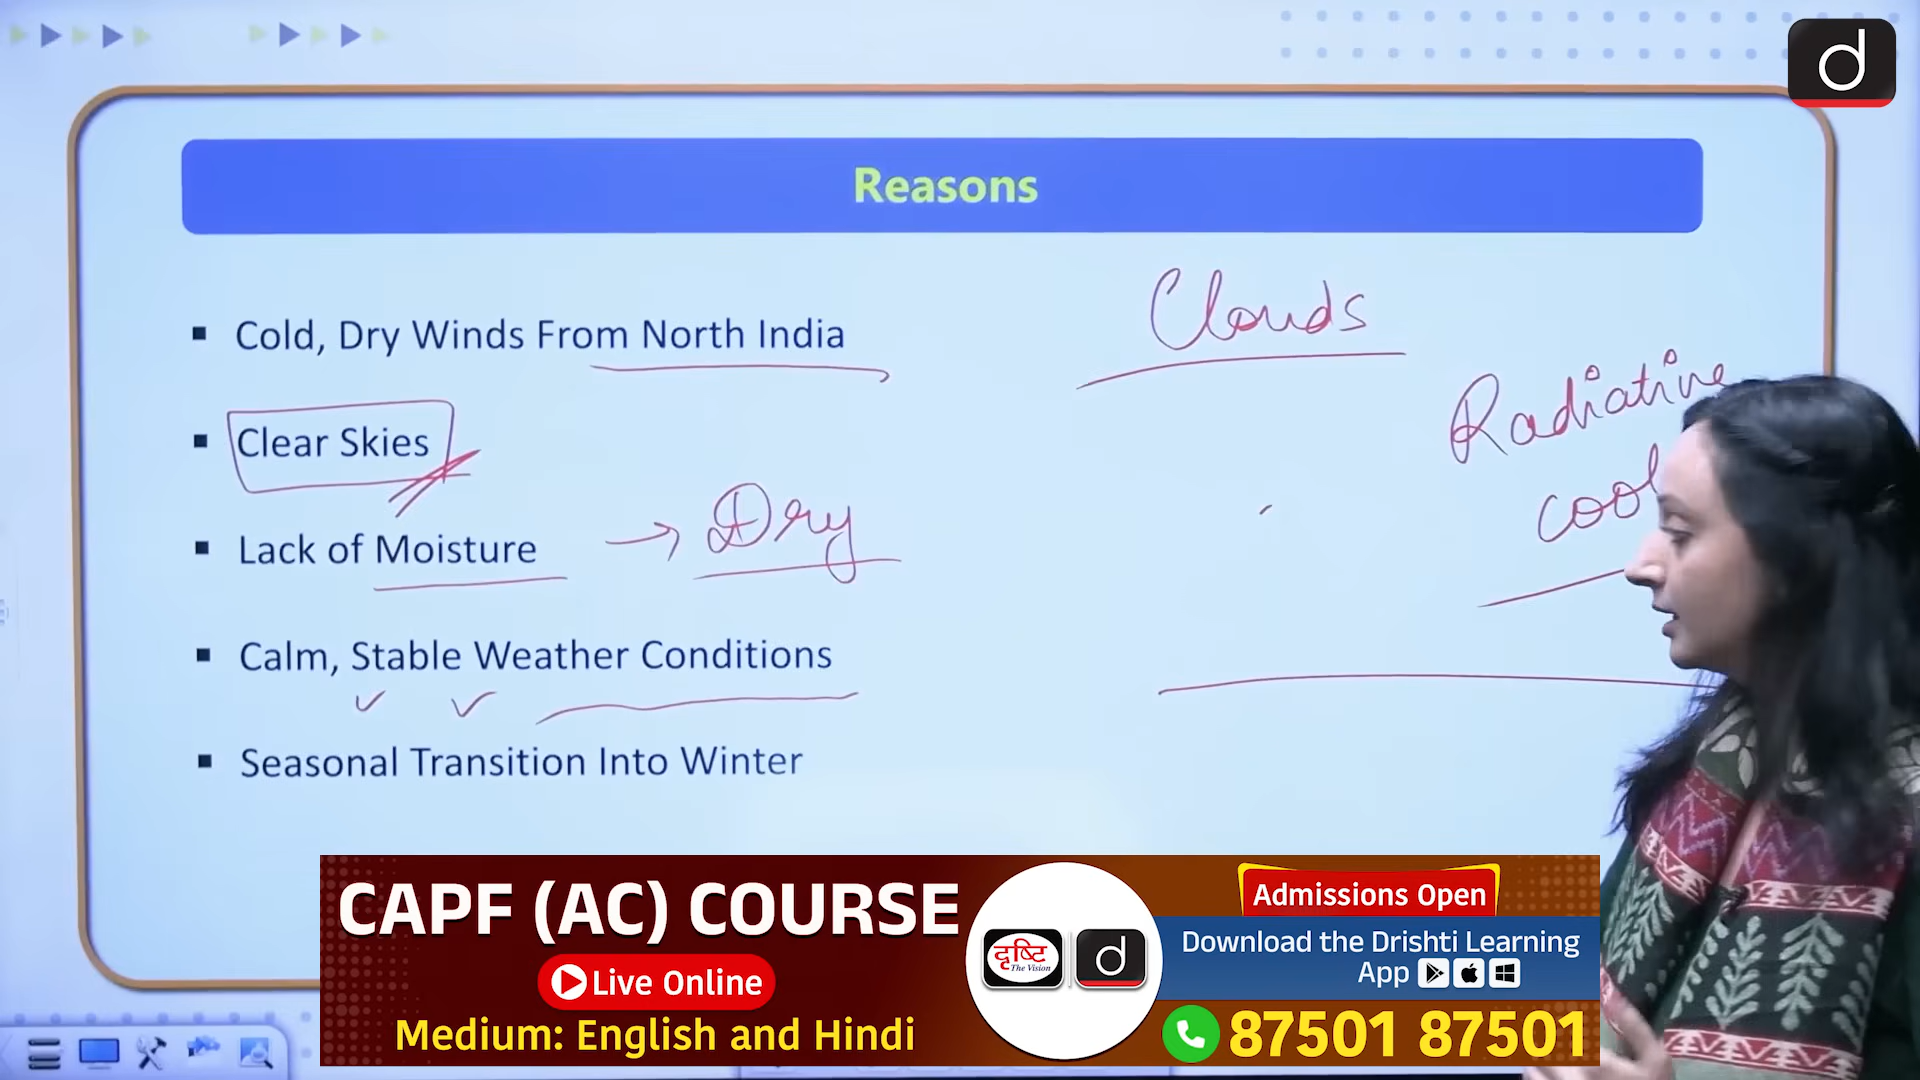 d
Reasons
▪ Cold, Dry Winds From North India
Clouds
Radiative
▪ Clear Skies
▪ Lack of Moisture → Dry
▪ Calm, Stable Weather Conditions
▪ Seasonal Transition Into Winter
CAPF (AC) COURSE
Live Online
Medium: English and Hindi
दृष्टि
The Vision
d
Admissions Open
Download the Drishti Learning
App
87501 87501